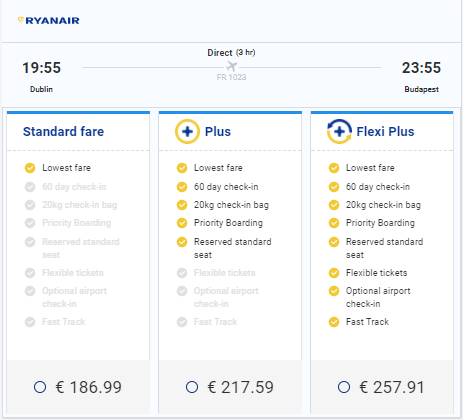 RYANAIR
Direct (3 hr)
19:55
23:55
FR 1023
Dublin
Budapest
Standard fare
Lowest fare
60 day check-in
20kg check-in bag
Priority Boarding
Reserved standard
seat
Flexible tickets
Optional airport
check-in
Fast Track
€ 186.99
Plus
Lowest fare
60 day check-in
20kg check-in bag
Priority Boarding
Reserved standard
seat
Flexible tickets
Optional airport
check-in
Fast Track
€ 217.59
Flexi Plus
Lowest fare
60 day check-in
20kg check-in bag
Priority Boarding
Reserved standard
seat
Flexible tickets
Optional airport
check-in
Fast Track
€ 257.91